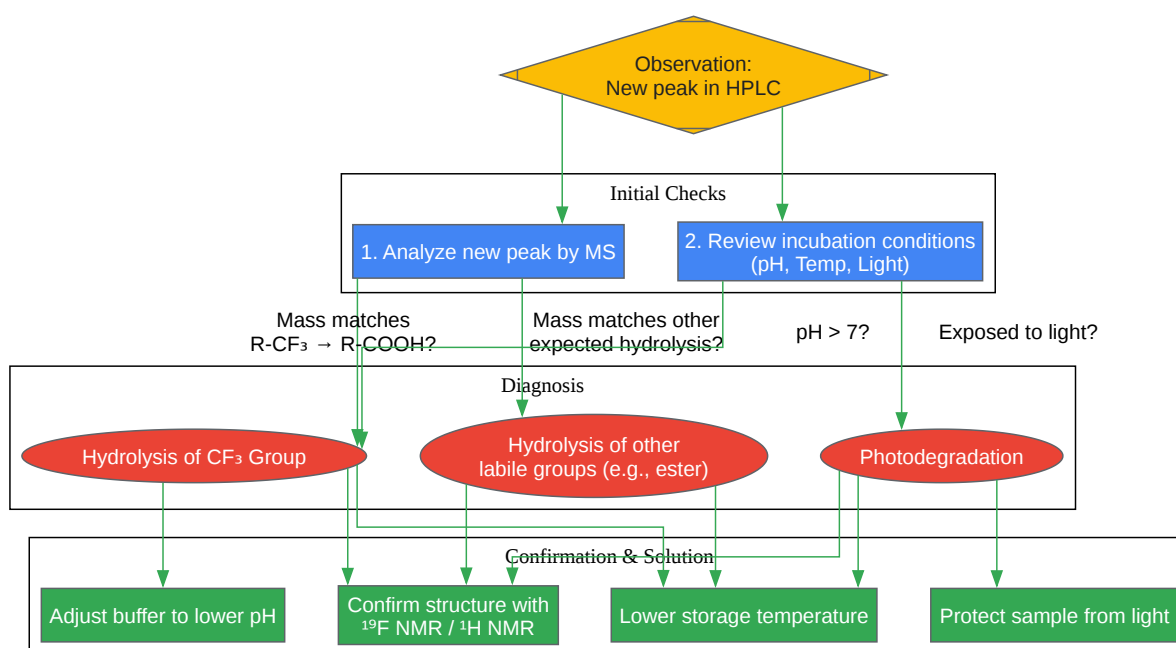 Observation:
New peak in HPLC
Initial Checks
1. Analyze new peak by MS
2. Review incubation conditions
(pH, Temp, Light)
Mass matches
R-CF₃ → R-COOH?
Mass matches other
expected hydrolysis?
pH > 7?
Exposed to light?
Diagnosis
Hydrolysis of CF₃ Group
Hydrolysis of other
labile groups (e.g., ester)
Photodegradation
Confirmation & Solution
Adjust buffer to lower pH
Confirm structure with
¹⁹F NMR / ¹H NMR
Lower storage temperature
Protect sample from light